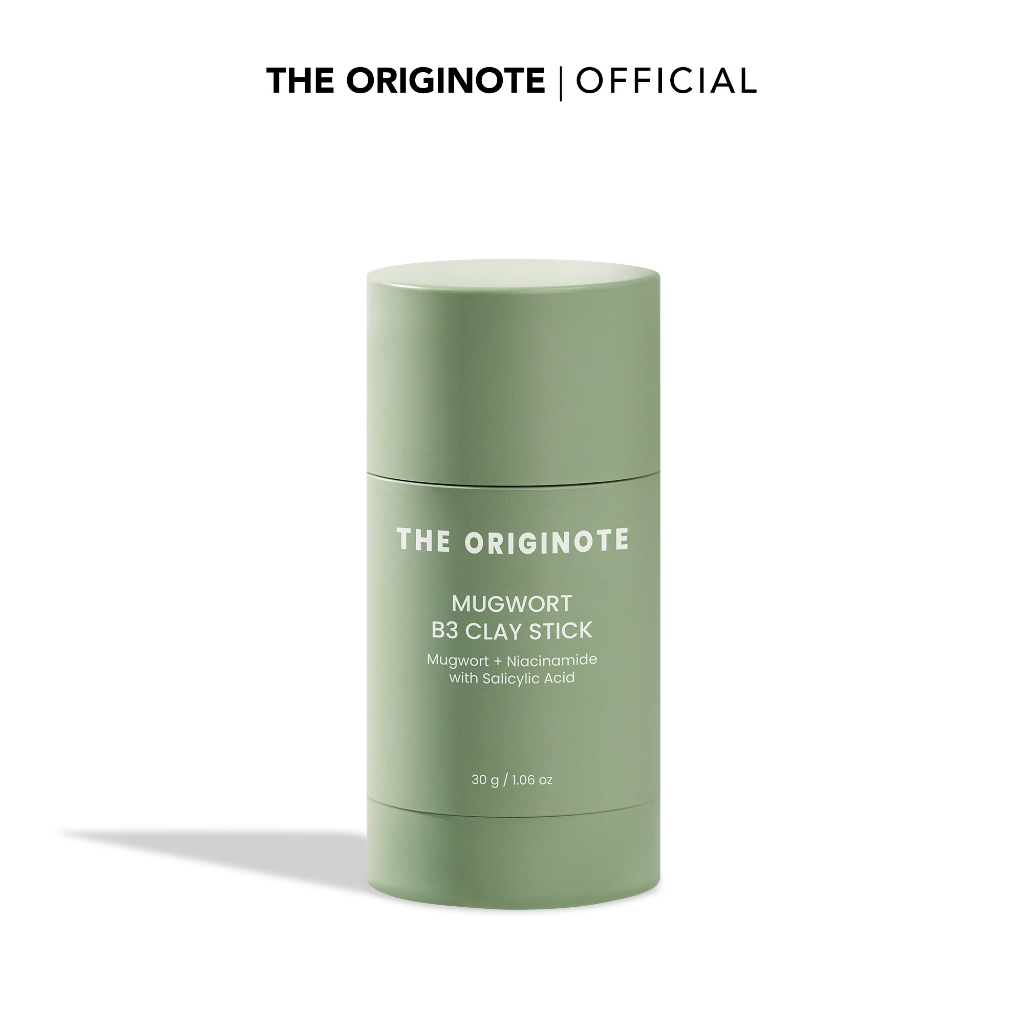 THE ORIGINOTE | OFFICIAL
THE ORIGINOTE
MUGWORT
B3 CLAY STICK
Mugwort + Niacinamide
with Salicylic Acid
30 g / 1.06 oz